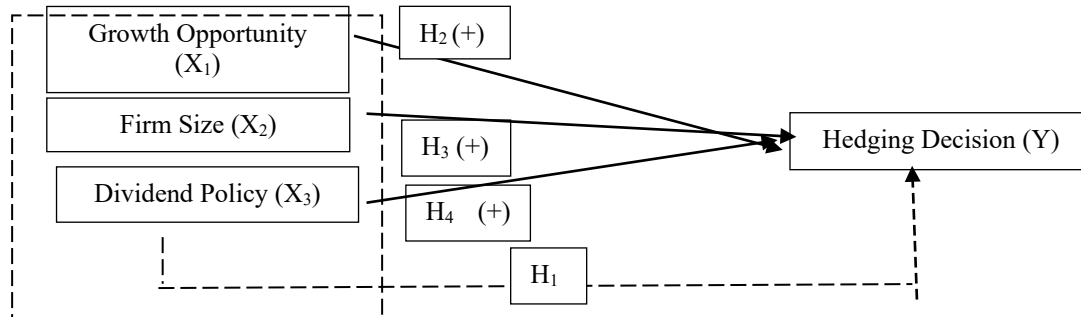 Growth Opportunity
(X₁)
H₂ (+)
Firm Size (X₂)
Hedging Decision (Y)
H₃ (+)
Dividend Policy (X₃)
H₄ (+)
H₁